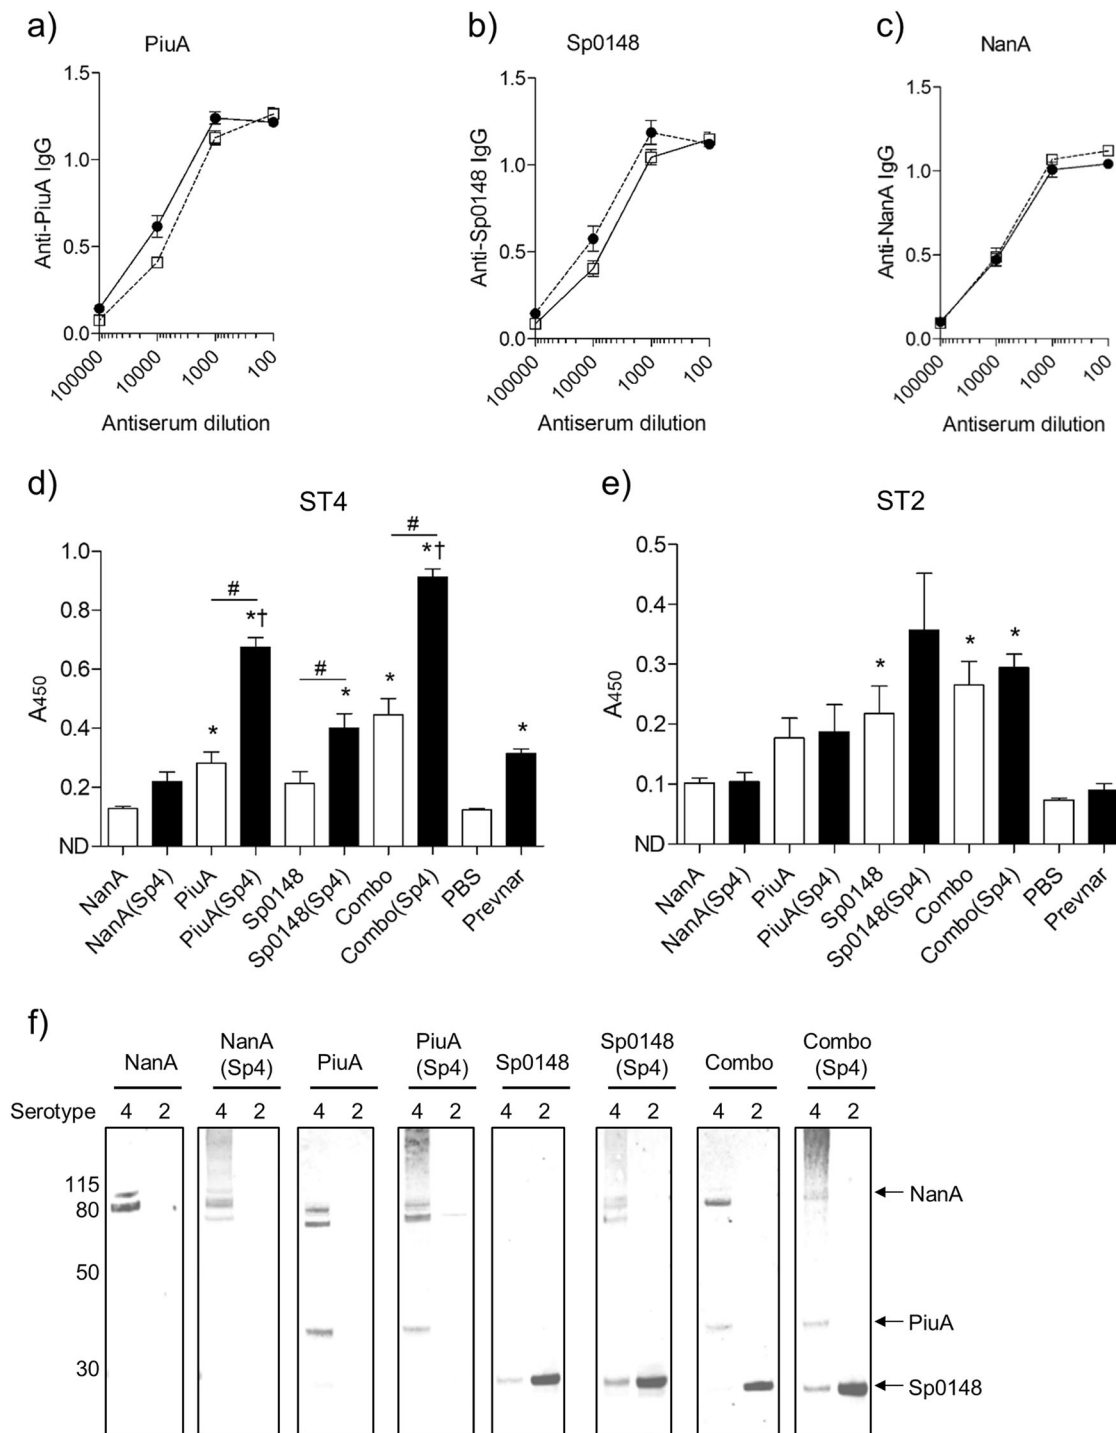 a)
PiuA
1.5
1.0
0.5
0.0
Anti-PiuA IgG
100000
10000
1000
100
Antiserum dilution
b)
Sp0148
1.5
1.0
0.5
0.0
Anti-Sp0148 IgG
100000
10000
1000
100
Antiserum dilution
c)
NanA
1.5
1.0
0.5
0.0
Anti-NanA IgG
100000
10000
1000
100
Antiserum dilution
d)
ST4
1.0
0.8
0.6
0.4
0.2
ND
A450
*
#
*†
#
*
*
#
*†
*
NanA
NanA(Sp4)
PiuA
PiuA(Sp4)
Sp0148
Sp0148(Sp4)
Combo
Combo(Sp4)
PBS
Prevnar
e)
ST2
0.5
0.4
0.3
0.2
0.1
ND
A450
*
*
*
NanA
NanA(Sp4)
PiuA
PiuA(Sp4)
Sp0148
Sp0148(Sp4)
Combo
Combo(Sp4)
PBS
Prevnar
f)
NanA
NanA
(Sp4)
PiuA
PiuA
(Sp4)
Sp0148
Sp0148
(Sp4)
Combo
Combo
(Sp4)
Serotype 4 2 4 2 4 2 4 2 4 2 4 2 4 2 4 2
115
80
50
30
NanA
PiuA
Sp0148